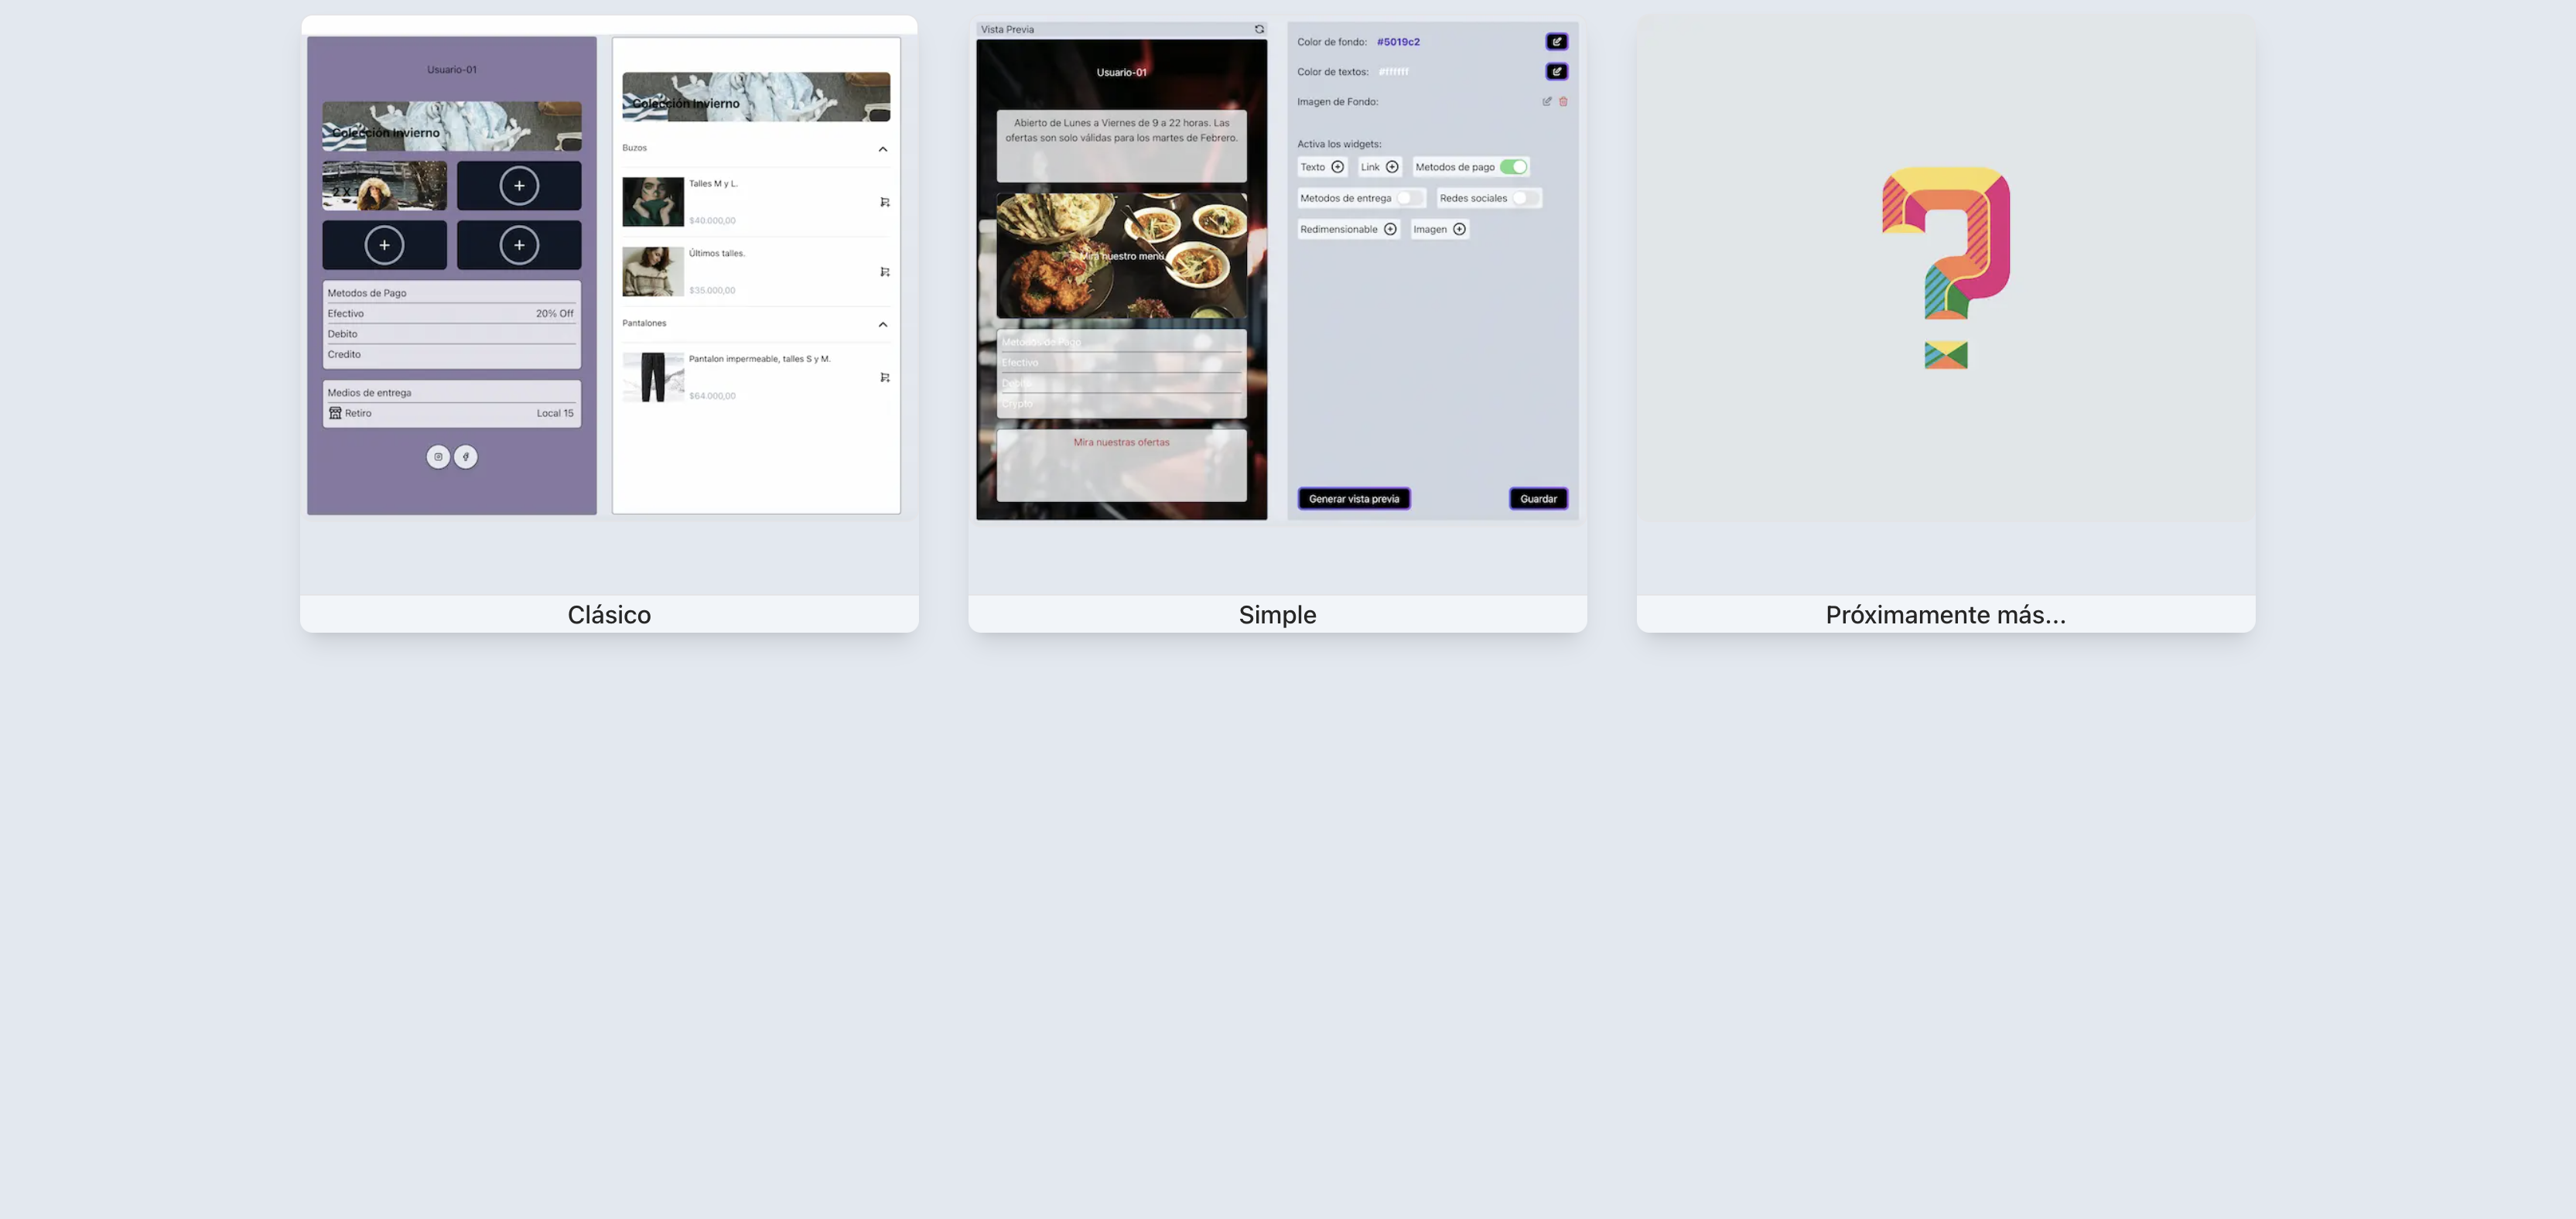 Usuario-01
Colección Invierno
2 X 1
Metodos de Pago
Efectivo 20% Off
Debito
Credito
Medios de entrega
Retiro Local 15
Colección Invierno
Buzos
Talles M y L.
$40.000,00
Últimos talles.
$35.000,00
Pantalones
Pantalon impermeable, talles S y M.
$64.000,00
Clásico
Vista Previa
Usuario-01
Abierto de Lunes a Viernes de 9 a 22 horas. Las
ofertas son solo válidas para los martes de Febrero.
Mira nuestro menú
Metodos de Pago
Efectivo
Debito
Crypto
Mira nuestras ofertas
Color de fondo: #5019c2
Color de textos: #ffffff
Imagen de Fondo:
Activa los widgets:
Texto Link Metodos de pago
Metodos de entrega Redes sociales
Redimensionable Imagen
Generar vista previa Guardar
Simple
?
Próximamente más...